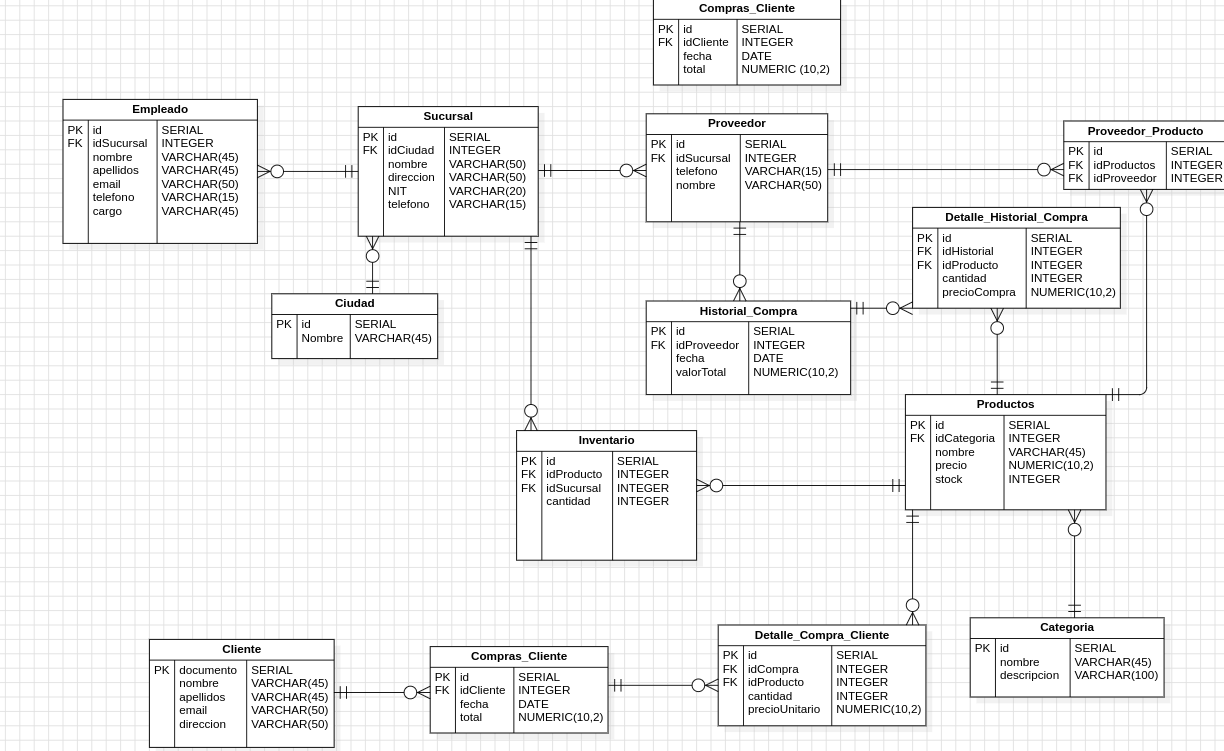 Compras_Cliente
PK id SERIAL
FK idCliente INTEGER
fecha DATE
total NUMERIC (10,2)
Empleado
PK id SERIAL
FK idSucursal INTEGER
nombre VARCHAR(45)
apellidos VARCHAR(45)
email VARCHAR(50)
telefono VARCHAR(15)
cargo VARCHAR(45)
Sucursal
PK id SERIAL
FK idCiudad INTEGER
nombre VARCHAR(50)
direccion VARCHAR(50)
NIT VARCHAR(20)
telefono VARCHAR(15)
Proveedor
PK id SERIAL
FK idSucursal INTEGER
telefono VARCHAR(15)
nombre VARCHAR(50)
Proveedor_Producto
PK id SERIAL
FK idProductos INTEGER
FK idProveedor INTEGER
Detalle_Historial_Compra
PK id SERIAL
FK idHistorial INTEGER
FK idProducto INTEGER
cantidad INTEGER
precioCompra NUMERIC(10,2)
Ciudad
PK id SERIAL
Nombre VARCHAR(45)
Historial_Compra
PK id SERIAL
FK idProveedor INTEGER
fecha DATE
valorTotal NUMERIC(10,2)
Productos
PK id SERIAL
FK idCategoria INTEGER
nombre VARCHAR(45)
precio NUMERIC(10,2)
stock INTEGER
Inventario
PK id SERIAL
FK idProducto INTEGER
FK idSucursal INTEGER
cantidad INTEGER
Cliente
PK documento SERIAL
nombre VARCHAR(45)
apellidos VARCHAR(45)
email VARCHAR(50)
direccion VARCHAR(50)
Compras_Cliente
PK id SERIAL
FK idCliente INTEGER
fecha DATE
total NUMERIC(10,2)
Detalle_Compra_Cliente
PK id SERIAL
FK idCompra INTEGER
FK idProducto INTEGER
cantidad INTEGER
precioUnitario NUMERIC(10,2)
Categoria
PK id SERIAL
nombre VARCHAR(45)
descripcion VARCHAR(100)